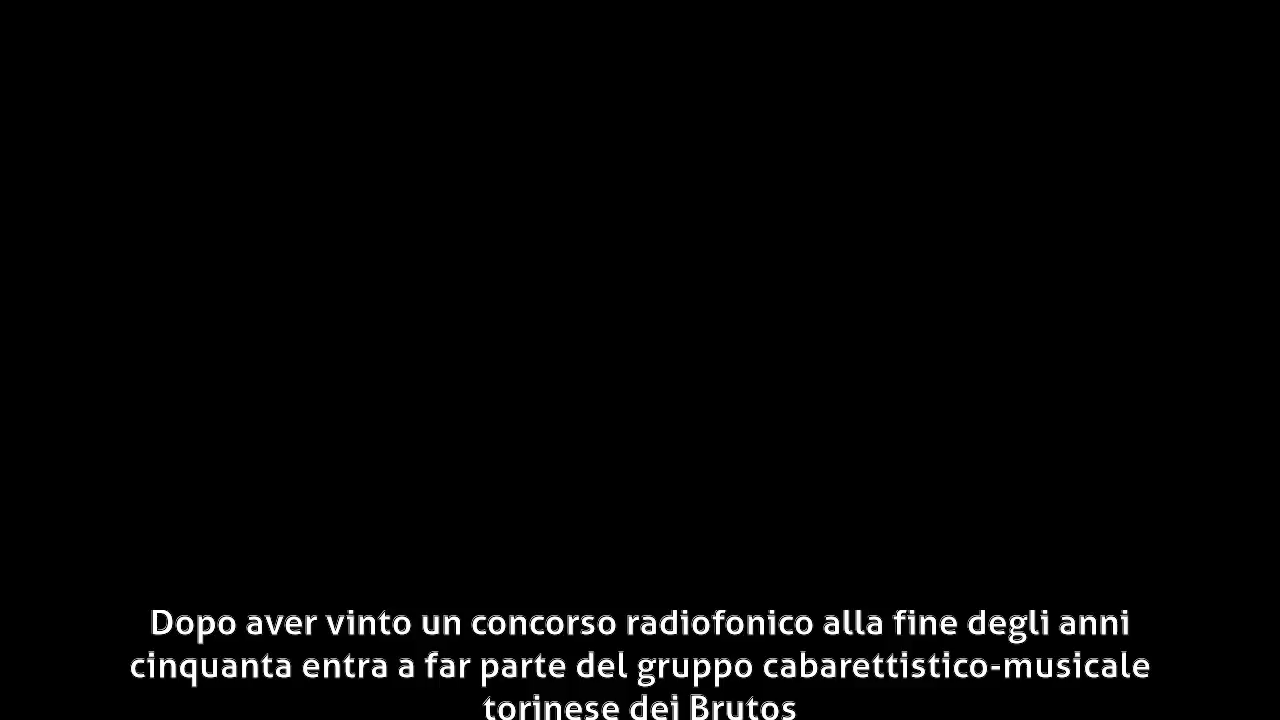 Dopo aver vinto un concorso radiofonico alla fine degli anni
cinquanta entra a far parte del gruppo cabarettistico-musicale
torinese dei Brutos